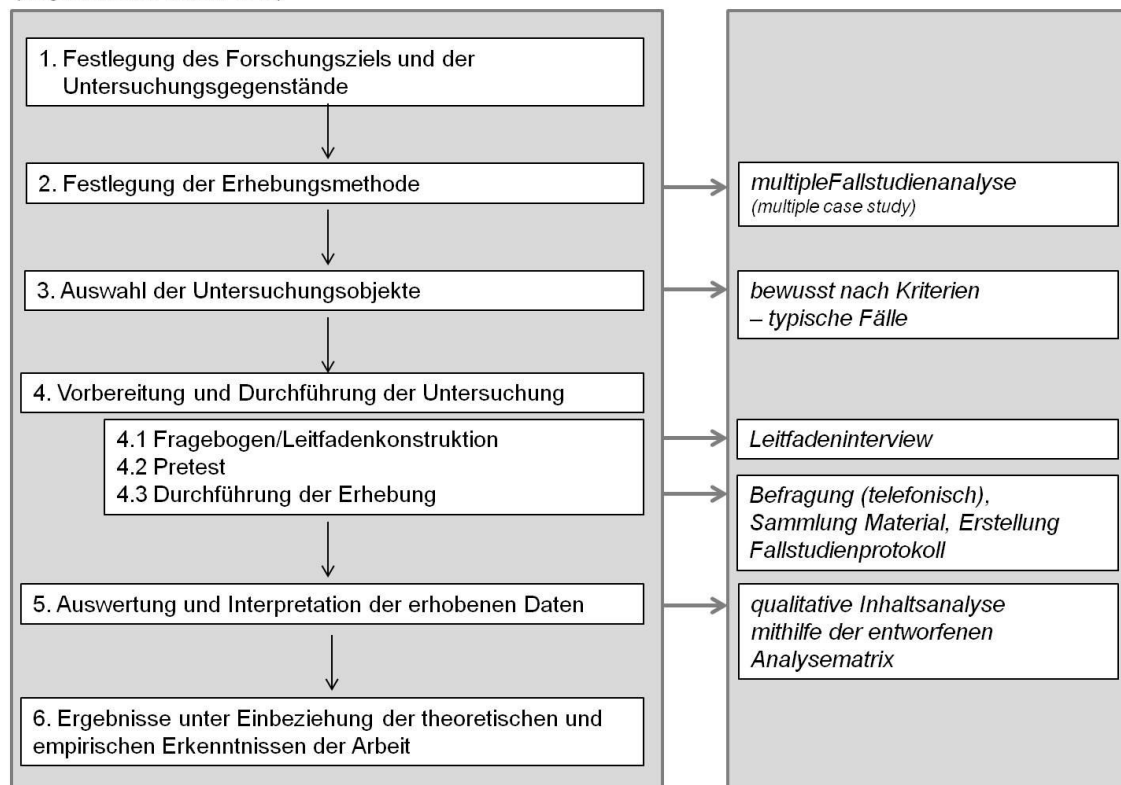 1. Festlegung des Forschungsziels und der
Untersuchungsgegenstände
2. Festlegung der Erhebungsmethode
3. Auswahl der Untersuchungsobjekte
4. Vorbereitung und Durchführung der Untersuchung
4.1 Fragebogen/Leitfadenkonstruktion
4.2 Pretest
4.3 Durchführung der Erhebung
5. Auswertung und Interpretation der erhobenen Daten
6. Ergebnisse unter Einbeziehung der theoretischen und
empirischen Erkenntnissen der Arbeit
multipleFallstudienanalyse
(multiple case study)
bewusst nach Kriterien
– typische Fälle
Leitfadeninterview
Befragung (telefonisch),
Sammlung Material, Erstellung
Fallstudienprotokoll
qualitative Inhaltsanalyse
mithilfe der entworfenen
Analysematrix